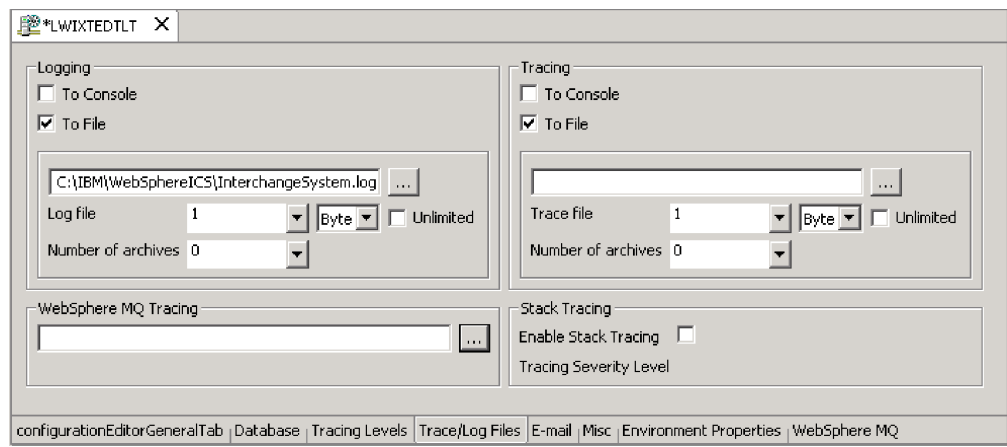 *LWIXTEDTLT X
Logging
To Console
To File
C:\IBM\WebSphereICS\InterchangeSystem.log ...
Log file 1 Byte Unlimited
Number of archives 0
Tracing
To Console
To File
...
Trace file 1 Byte Unlimited
Number of archives 0
WebSphere MQ Tracing
...
Stack Tracing
Enable Stack Tracing
Tracing Severity Level
configurationEditorGeneralTab Database Tracing Levels Trace/Log Files E-mail Misc Environment Properties WebSphere MQ